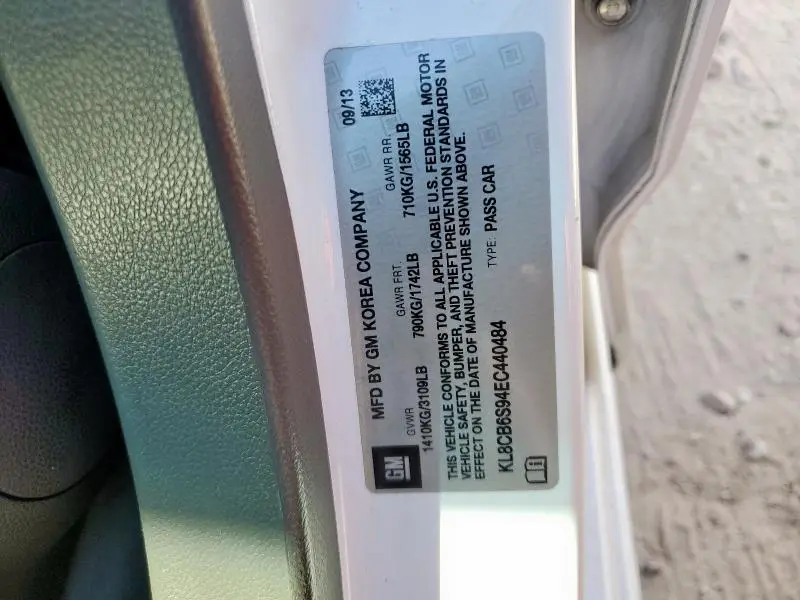 GM
MFD BY GM KOREA COMPANY 09/13
GVWR GAWR FRT. GAWR RR.
1410KG/3109LB 790KG/1742LB 710KG/1565LB
THIS VEHICLE CONFORMS TO ALL APPLICABLE U.S. FEDERAL MOTOR
VEHICLE SAFETY, BUMPER, AND THEFT PREVENTION STANDARDS IN
EFFECT ON THE DATE OF MANUFACTURE SHOWN ABOVE.
KL8CB6S94EC440484 TYPE: PASS CAR